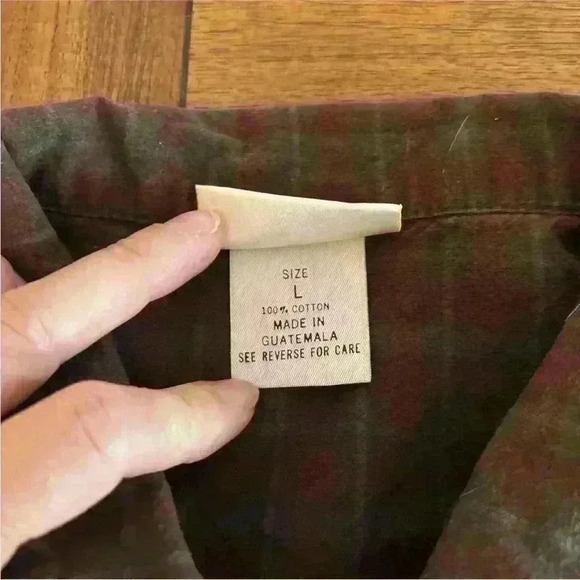 SIZE
L
100% COTTON
MADE IN
GUATEMALA
SEE REVERSE FOR CARE